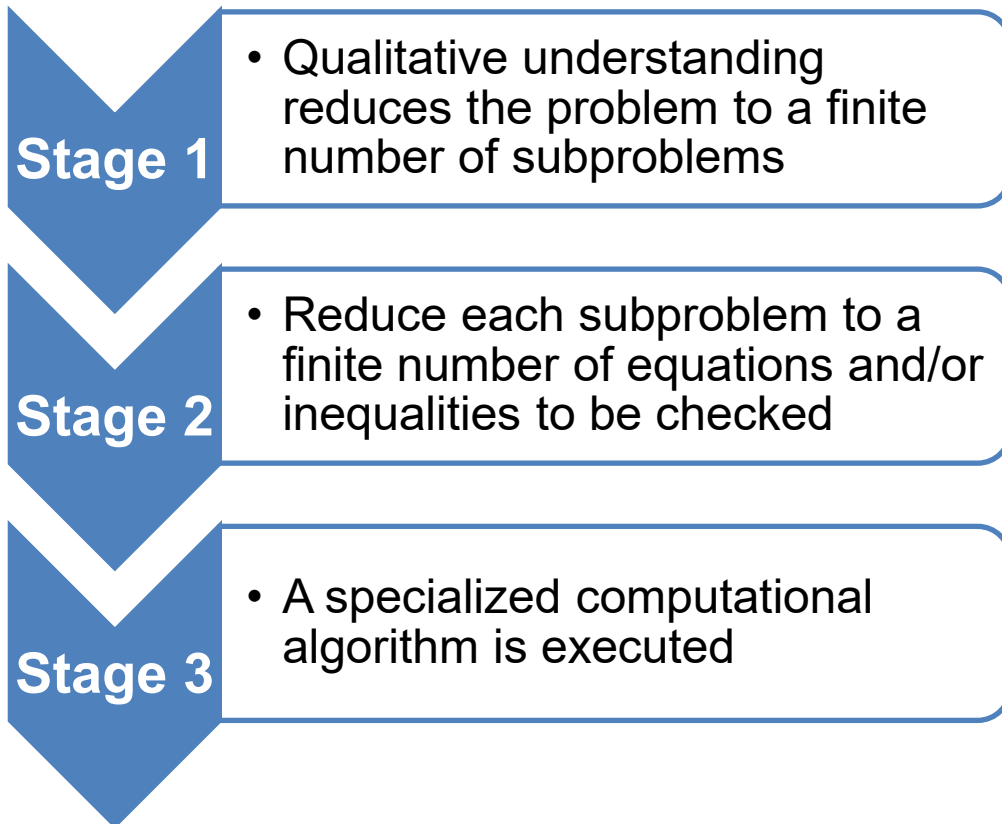 Stage 1
• Qualitative understanding
reduces the problem to a finite
number of subproblems
Stage 2
• Reduce each subproblem to a
finite number of equations and/or
inequalities to be checked
Stage 3
• A specialized computational
algorithm is executed